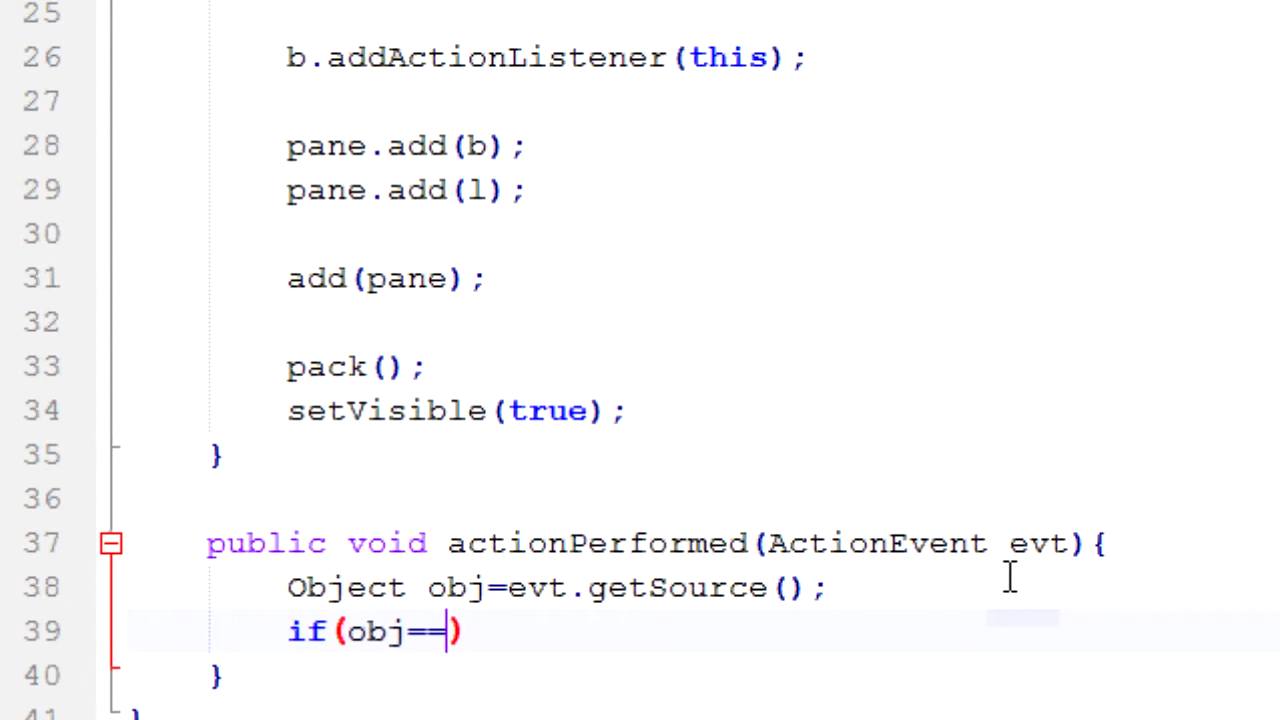 25
26 b.addActionListener(this);
27
28 pane.add(b);
29 pane.add(l);
30
31 add(pane);
32
33 pack();
34 setVisible(true);
35 }
36
37 public void actionPerformed(ActionEvent evt){
38 Object obj=evt.getSource();
39 if(obj==)
40 }
41 }